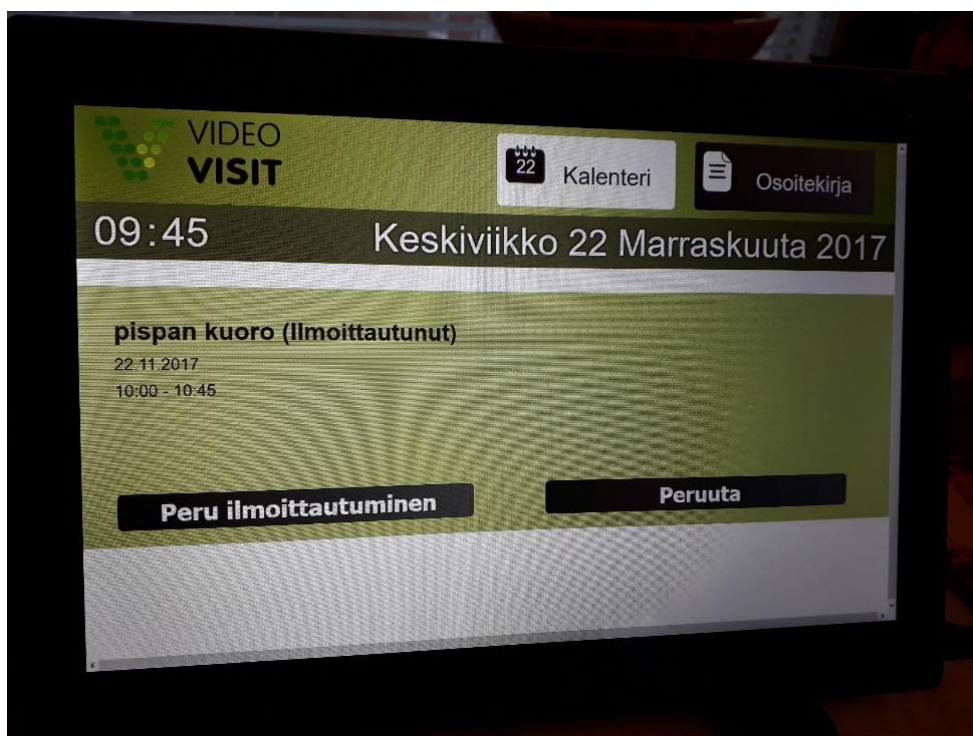 VIDEO
VISIT
22 Kalenteri
Osoitekirja
09:45 Keskiviikko 22 Marraskuuta 2017
pispan kuoro (Ilmoittautunut)
22.11.2017
10:00 - 10:45
Peru ilmoittautuminen
Peruuta